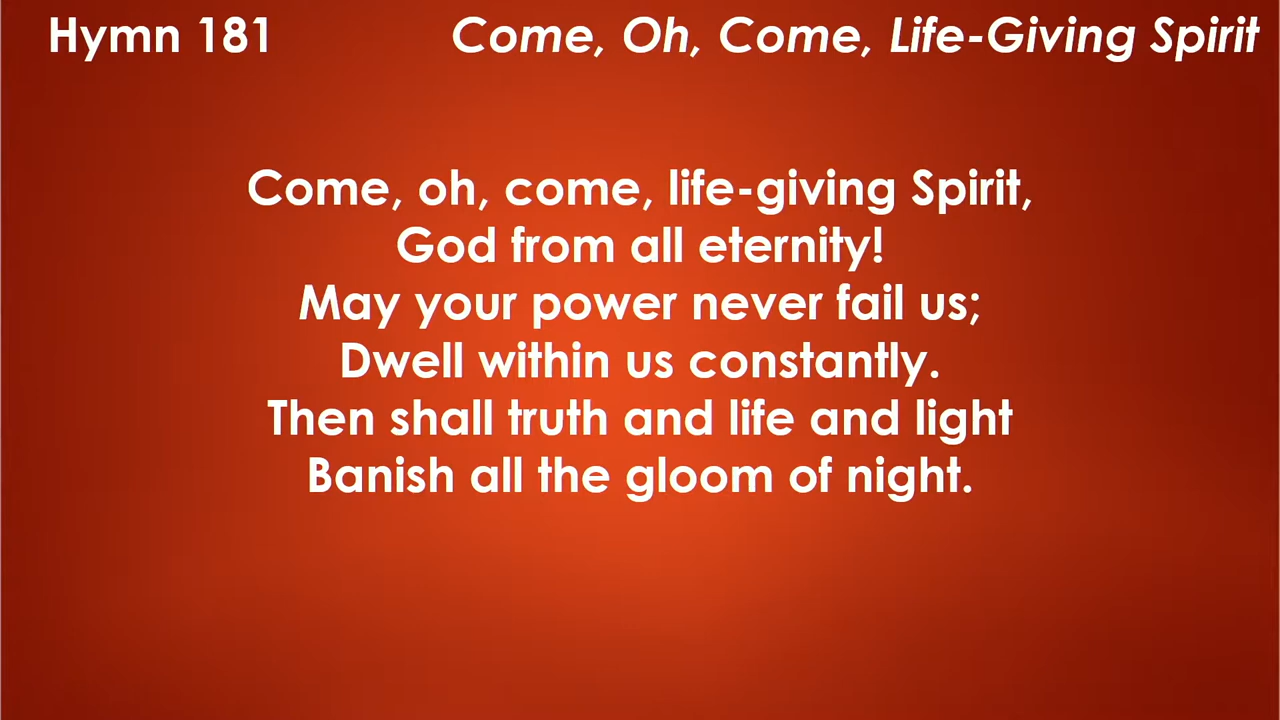 Hymn 181
Come, Oh, Come, Life-Giving Spirit
Come, oh, come, life-giving Spirit,
God from all eternity!
May your power never fail us;
Dwell within us constantly.
Then shall truth and life and light
Banish all the gloom of night.